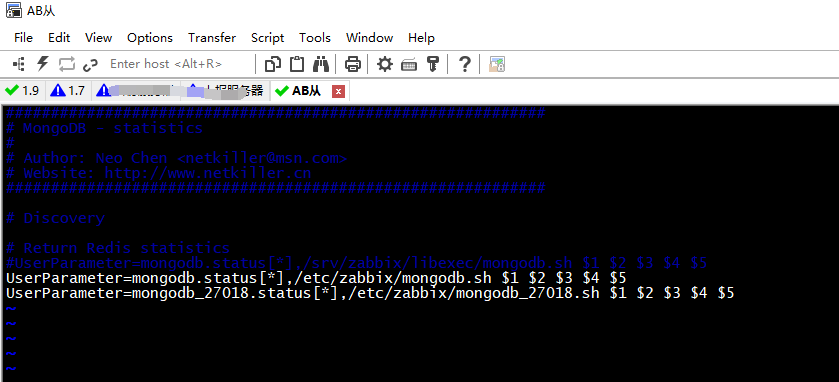 AB从
File Edit View Options Transfer Script Tools Window Help
Enter host <Alt+R>
1.9 1.7 报服务器 AB从
################################################################
# MongoDB - statistics
#
# Author: Neo Chen <netkiller@msn.com>
# Website: http://www.netkiller.cn
################################################################
# Discovery
# Return Redis statistics
#UserParameter=mongodb.status[*],/srv/zabbix/libexec/mongodb.sh $1 $2 $3 $4 $5
UserParameter=mongodb.status[*],/etc/zabbix/mongodb.sh $1 $2 $3 $4 $5
UserParameter=mongodb_27018.status[*],/etc/zabbix/mongodb_27018.sh $1 $2 $3 $4 $5
~
~
~
~
~